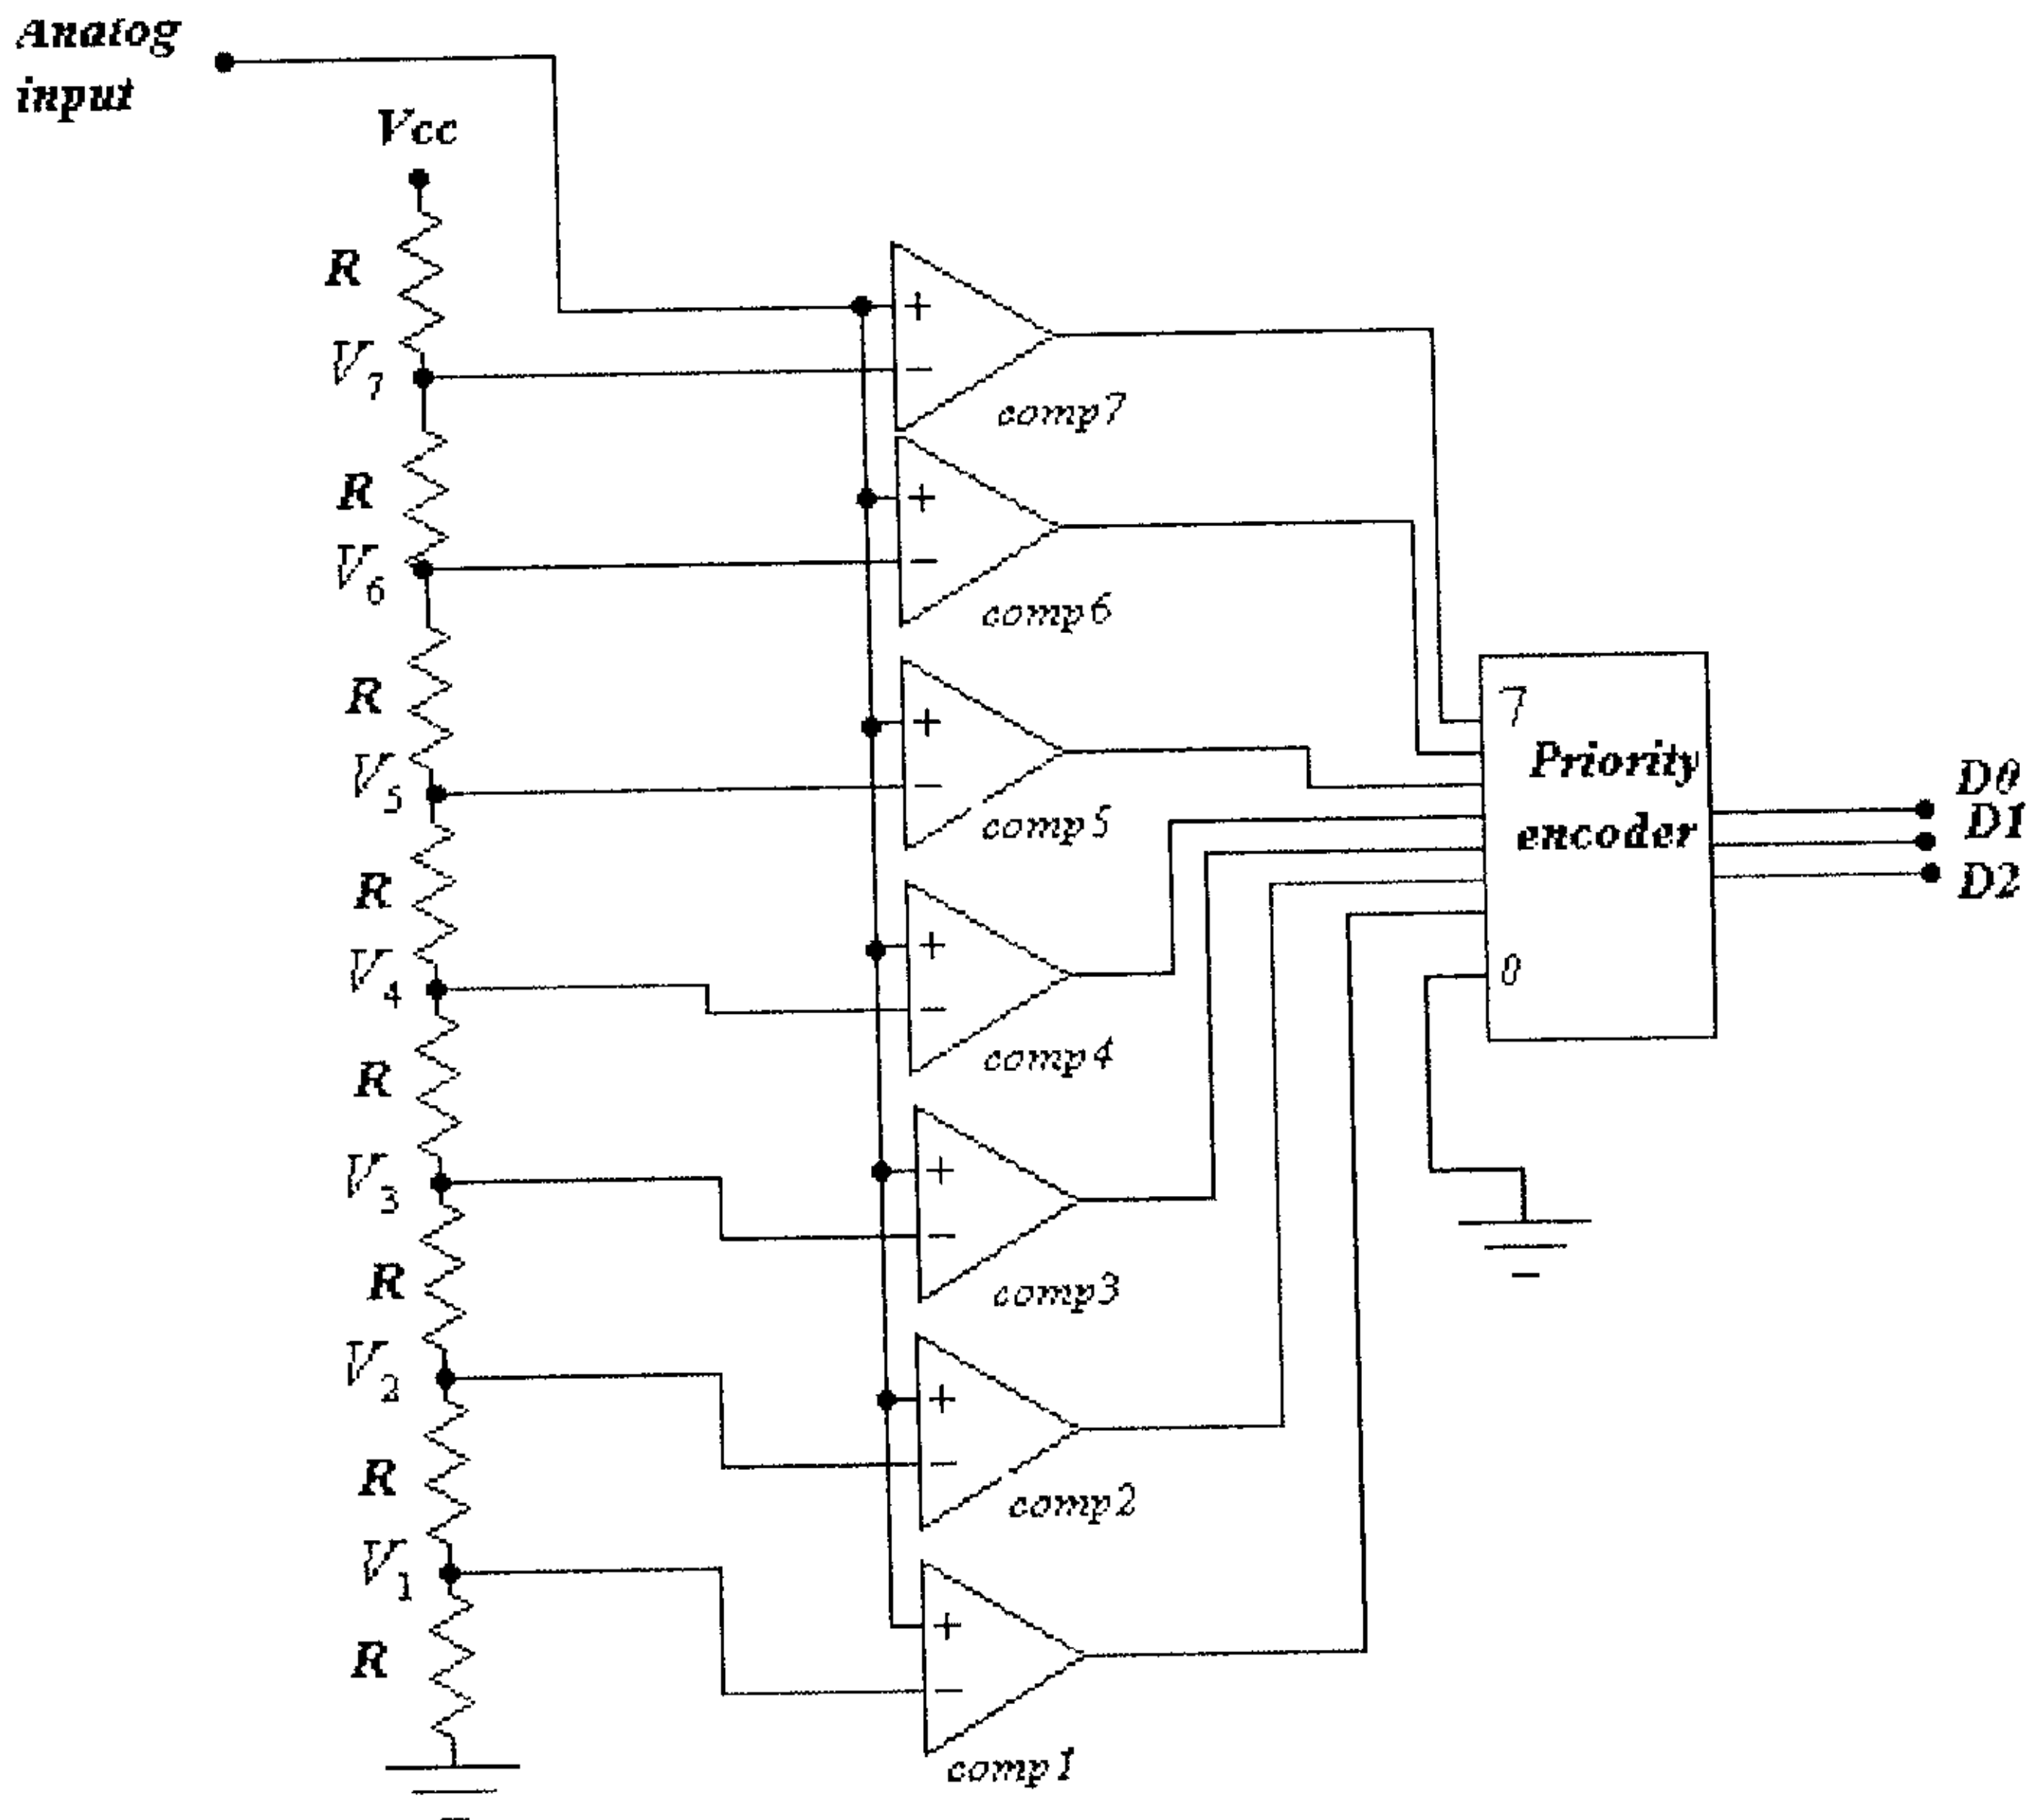 Analog
input
Vcc
R
V7
R
V6
R
V5
R
V4
R
V3
R
V2
R
V1
R
+
−
comp7
+
−
comp6
+
−
comp5
+
−
comp4
+
−
comp3
+
−
comp2
+
−
comp1
7
Priority
encoder
0
D0
D1
D2